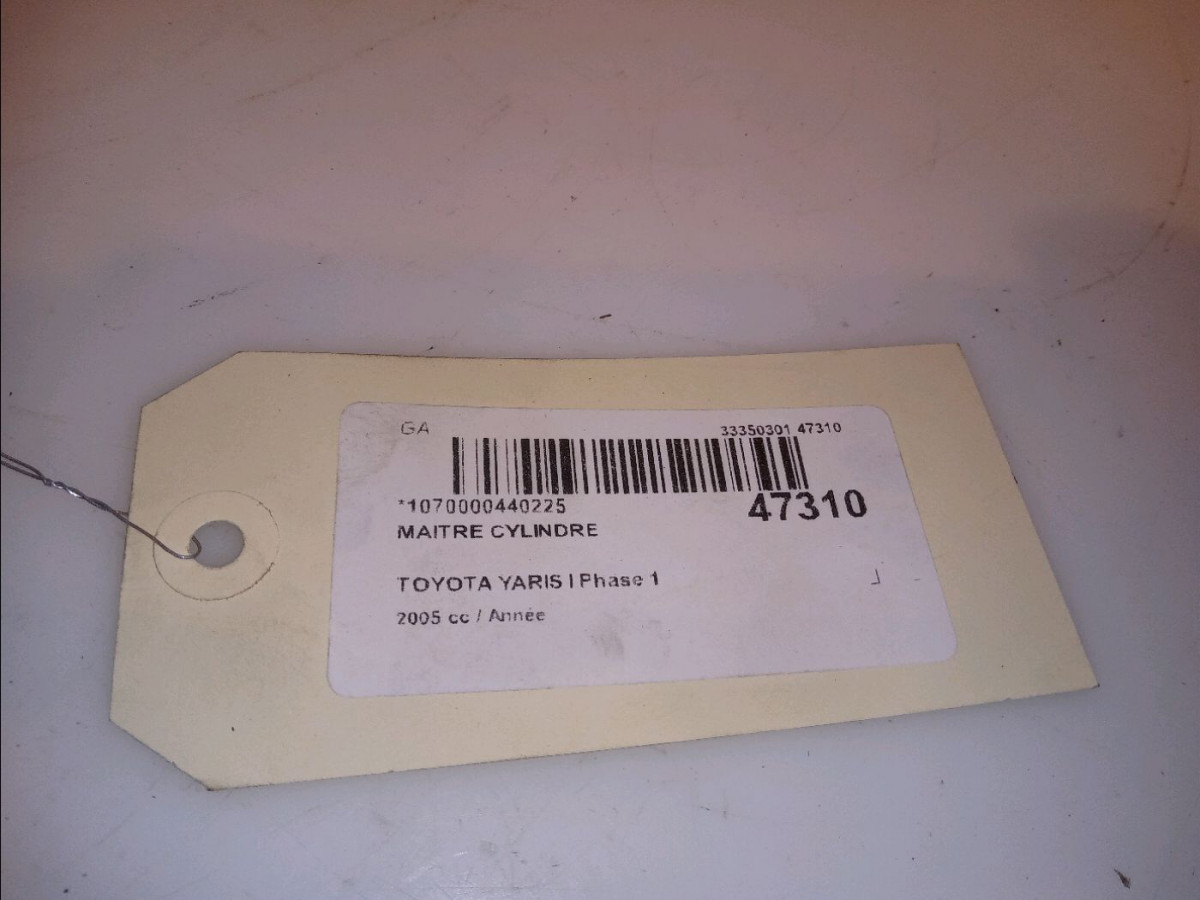 GA 33350301 47310
*1070000440225 47310
MAITRE CYLINDRE
TOYOTA YARIS I Phase 1
2005 cc / Année